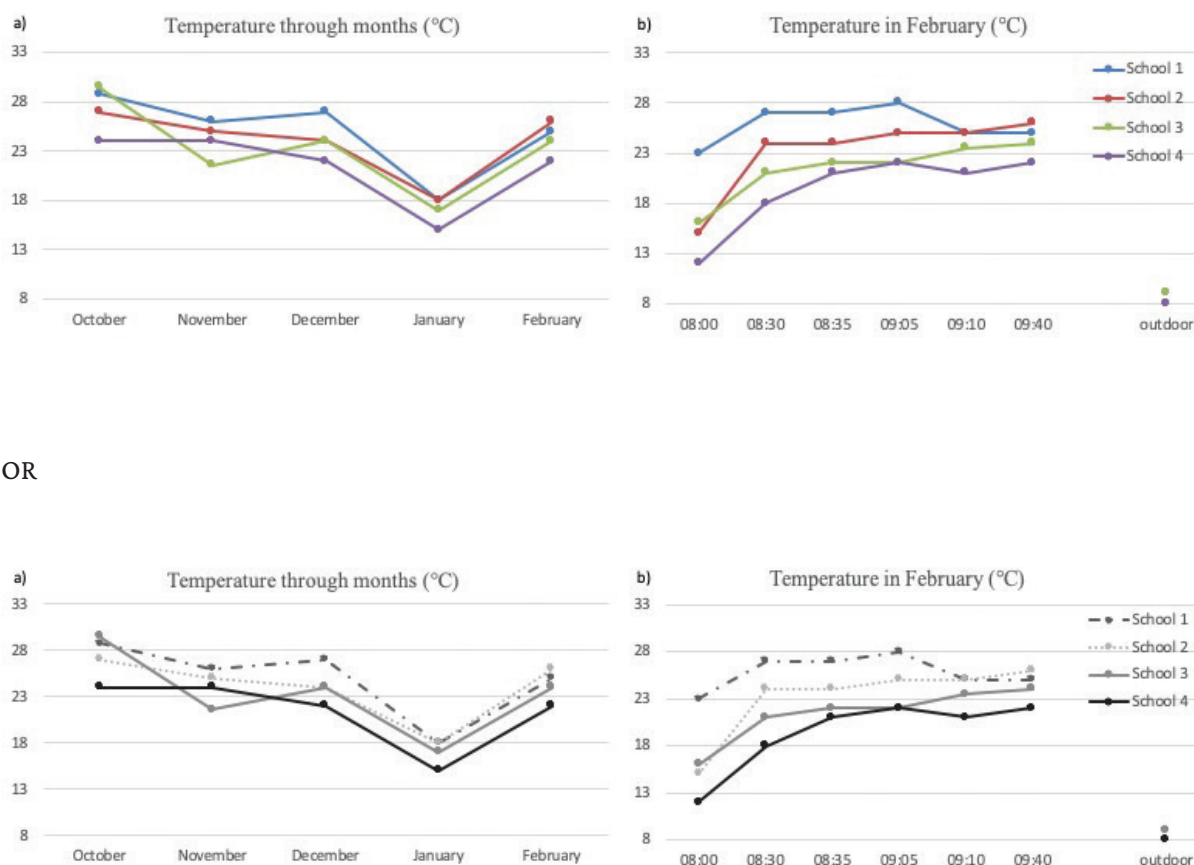 a) Temperature through months (°C)
33
28
23
18
13
8
October November December January February
b) Temperature in February (°C)
33
28
23
18
13
8
08:00 08:30 08:35 09:05 09:10 09:40 outdoor
School 1
School 2
School 3
School 4
OR
a) Temperature through months (°C)
33
28
23
18
13
8
October November December January February
b) Temperature in February (°C)
33
28
23
18
13
8
08:00 08:30 08:35 09:05 09:10 09:40 outdoor
School 1
School 2
School 3
School 4